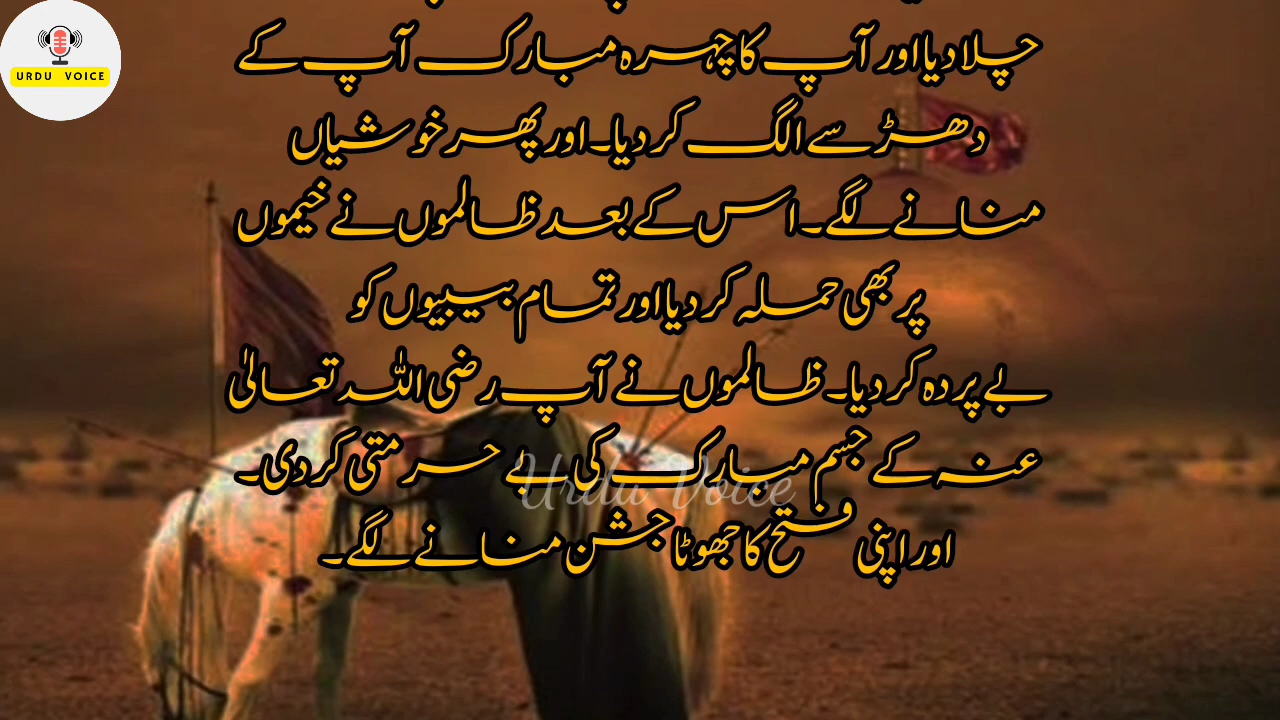 URDU VOICE
چلا دیا اور آپ کا چہرہ مبارک آپ کے
دھڑ سے الگ کر دیا۔ اور پھر خوشیاں
منانے لگے۔ اس کے بعد ظالموں نے خیموں
پر بھی حملہ کر دیا اور تمام بیبیوں کو
بے پردہ کر دیا۔ ظالموں نے آپ رضی اللہ تعالیٰ
عنہ کے جسم مبارک کی بے حرمتی کر دی۔
Urdu Voice
اور اپنی فتح کا جھوٹا جشن منانے لگے۔